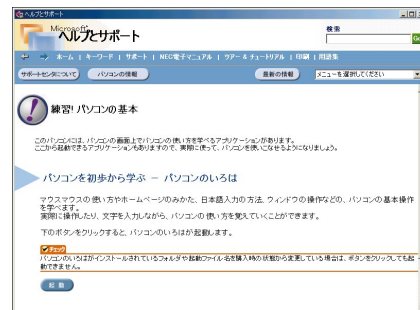 ヘルプとサポート
Microsoft
ヘルプとサポート
検索
Go
ホーム | キーワード | サポート | NEC電子マニュアル | ツアー & チュートリアル | 印刷 | 用語集
サポートセンタについて パソコンの情報 最新の情報 メニューを選択してください
練習! パソコンの基本
このパソコンには、パソコンの画面上でパソコンの使い方を学べるアプリケーションがあります。
ここから起動できるアプリケーションもありますので、実際に使って、パソコンを使いこなせるようになりましょう。
パソコンを初歩から学ぶ － パソコンのいろは
マウスマウスの使い方やホームページのみかた、日本語入力の方法、ウィンドウの操作などの、パソコンの基本操作
を学べます。
実際に操作したり、文字を入力しながら、パソコンの使い方を覚えていくことができます。
下のボタンをクリックすると、パソコンのいろはが起動します。
チェック
パソコンのいろはがインストールされているフォルダや起動ファイル名を購入時の状態から変更している場合は、ボタンをクリックしても起
動できません。
起動